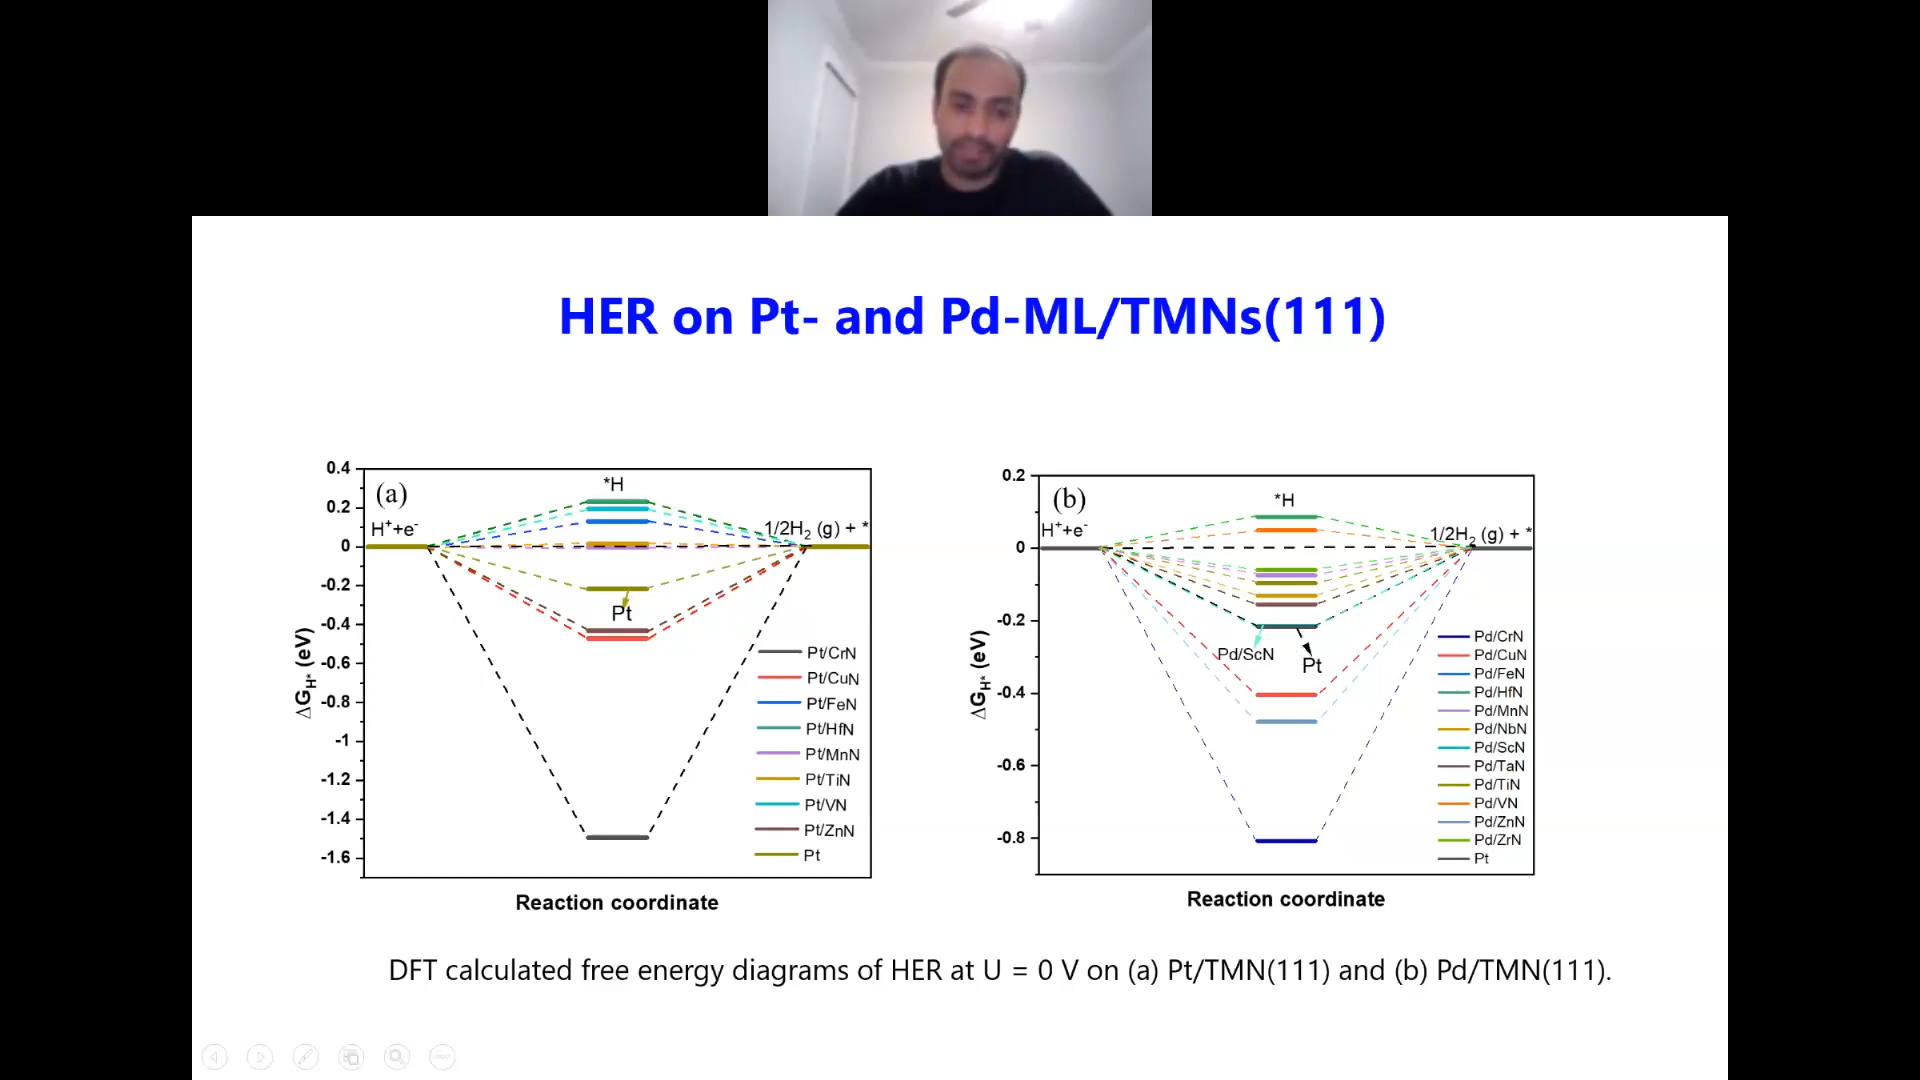 HER on Pt- and Pd-ML/TMNs(111)
(a)
*H
H⁺+e⁻
1/2H₂ (g) + *
Pt
0.4
0.2
0
-0.2
-0.4
-0.6
-0.8
-1
-1.2
-1.4
-1.6
ΔG_H* (eV)
Pt/CrN
Pt/CuN
Pt/FeN
Pt/HfN
Pt/MnN
Pt/TiN
Pt/VN
Pt/ZnN
Pt
Reaction coordinate
(b)
*H
H⁺+e⁻
1/2H₂ (g) + *
Pd/ScN
Pt
0.2
0
-0.2
-0.4
-0.6
-0.8
ΔG_H* (eV)
Pd/CrN
Pd/CuN
Pd/FeN
Pd/HfN
Pd/MnN
Pd/NbN
Pd/ScN
Pd/TaN
Pd/TiN
Pd/VN
Pd/ZnN
Pd/ZrN
Pt
Reaction coordinate
DFT calculated free energy diagrams of HER at U = 0 V on (a) Pt/TMN(111) and (b) Pd/TMN(111).